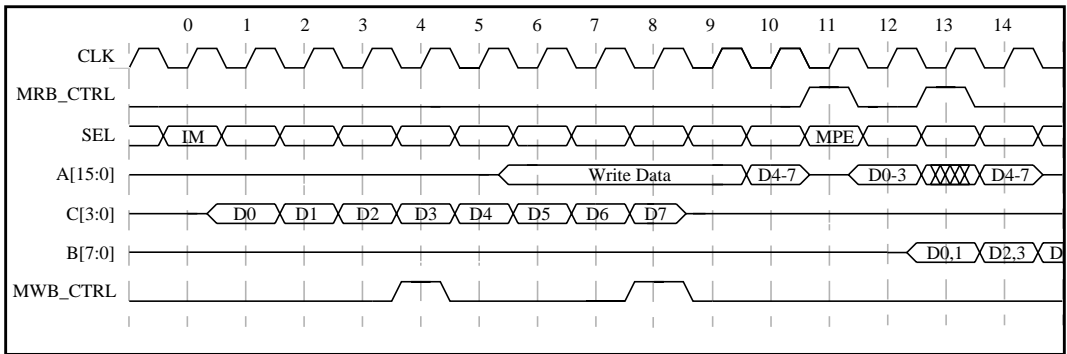 0 1 2 3 4 5 6 7 8 9 10 11 12 13 14
CLK
MRB_CTRL
SEL IM MPE
A[15:0] Write Data D4-7 D0-3 D4-7
C[3:0] D0 D1 D2 D3 D4 D5 D6 D7
B[7:0] D0,1 D2,3 D
MWB_CTRL